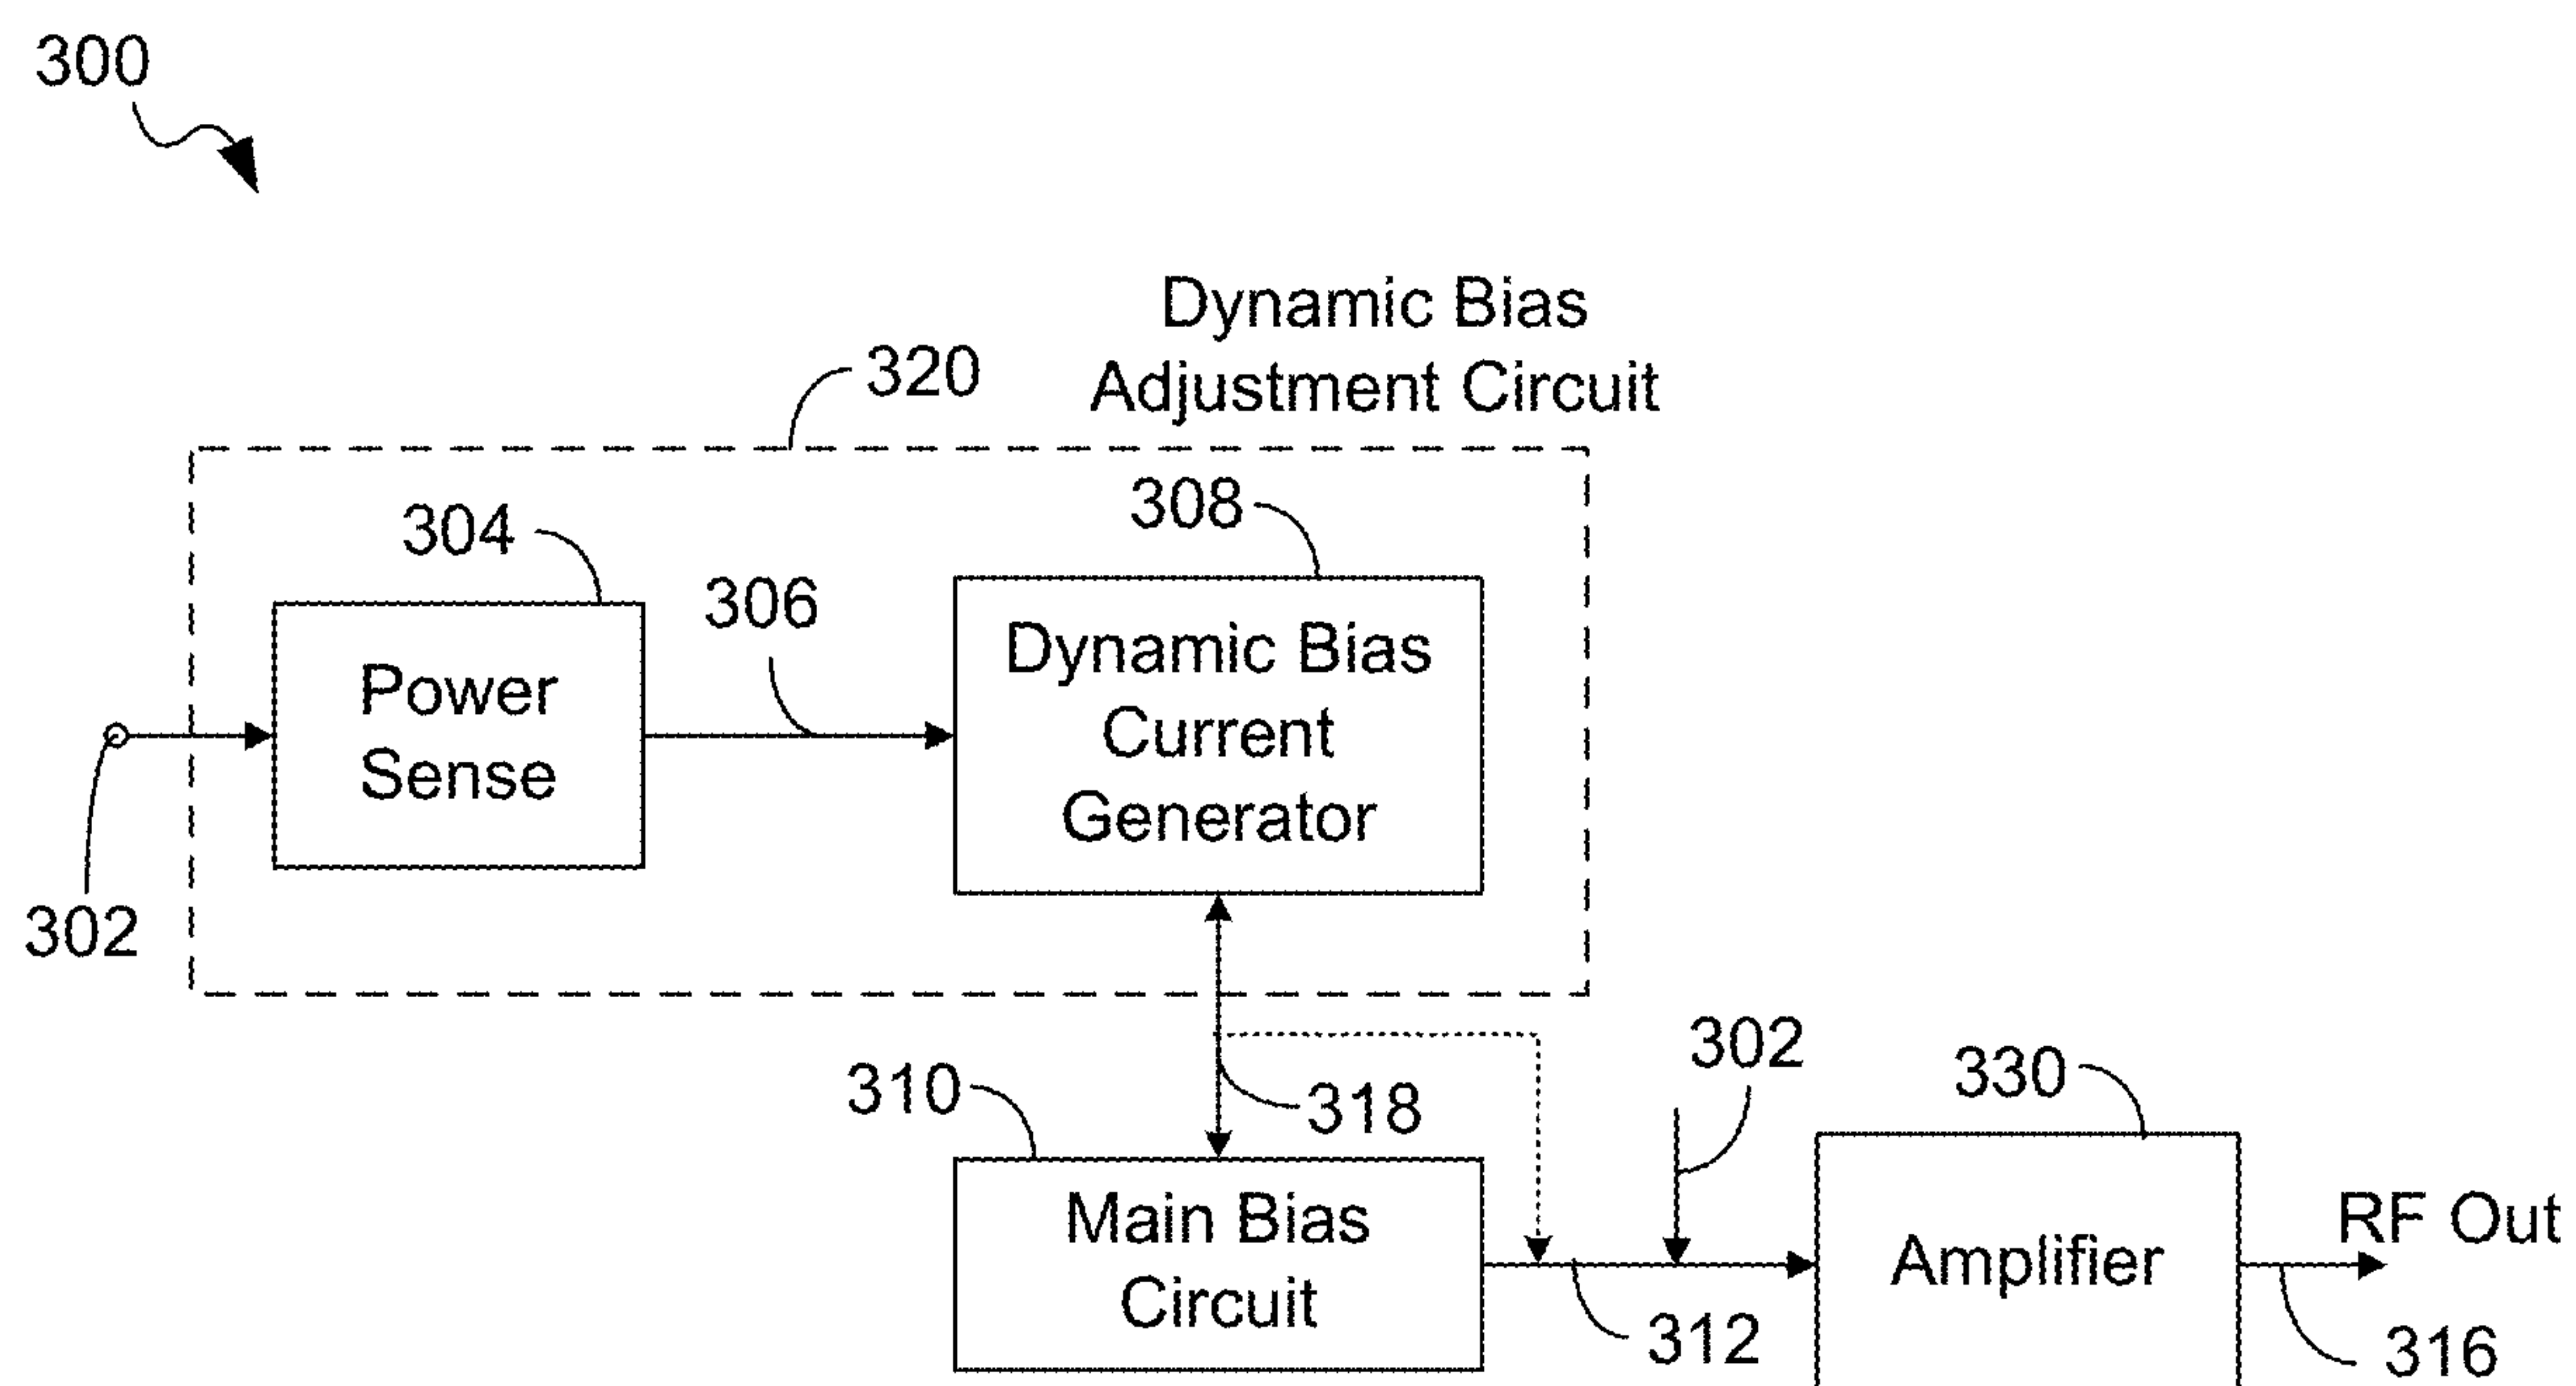 300
Dynamic Bias
Adjustment Circuit
320
308
304
306
Power
Sense
Dynamic Bias
Current
Generator
302
302
330
310
318
Main Bias
Circuit
Amplifier
RF Out
312
316